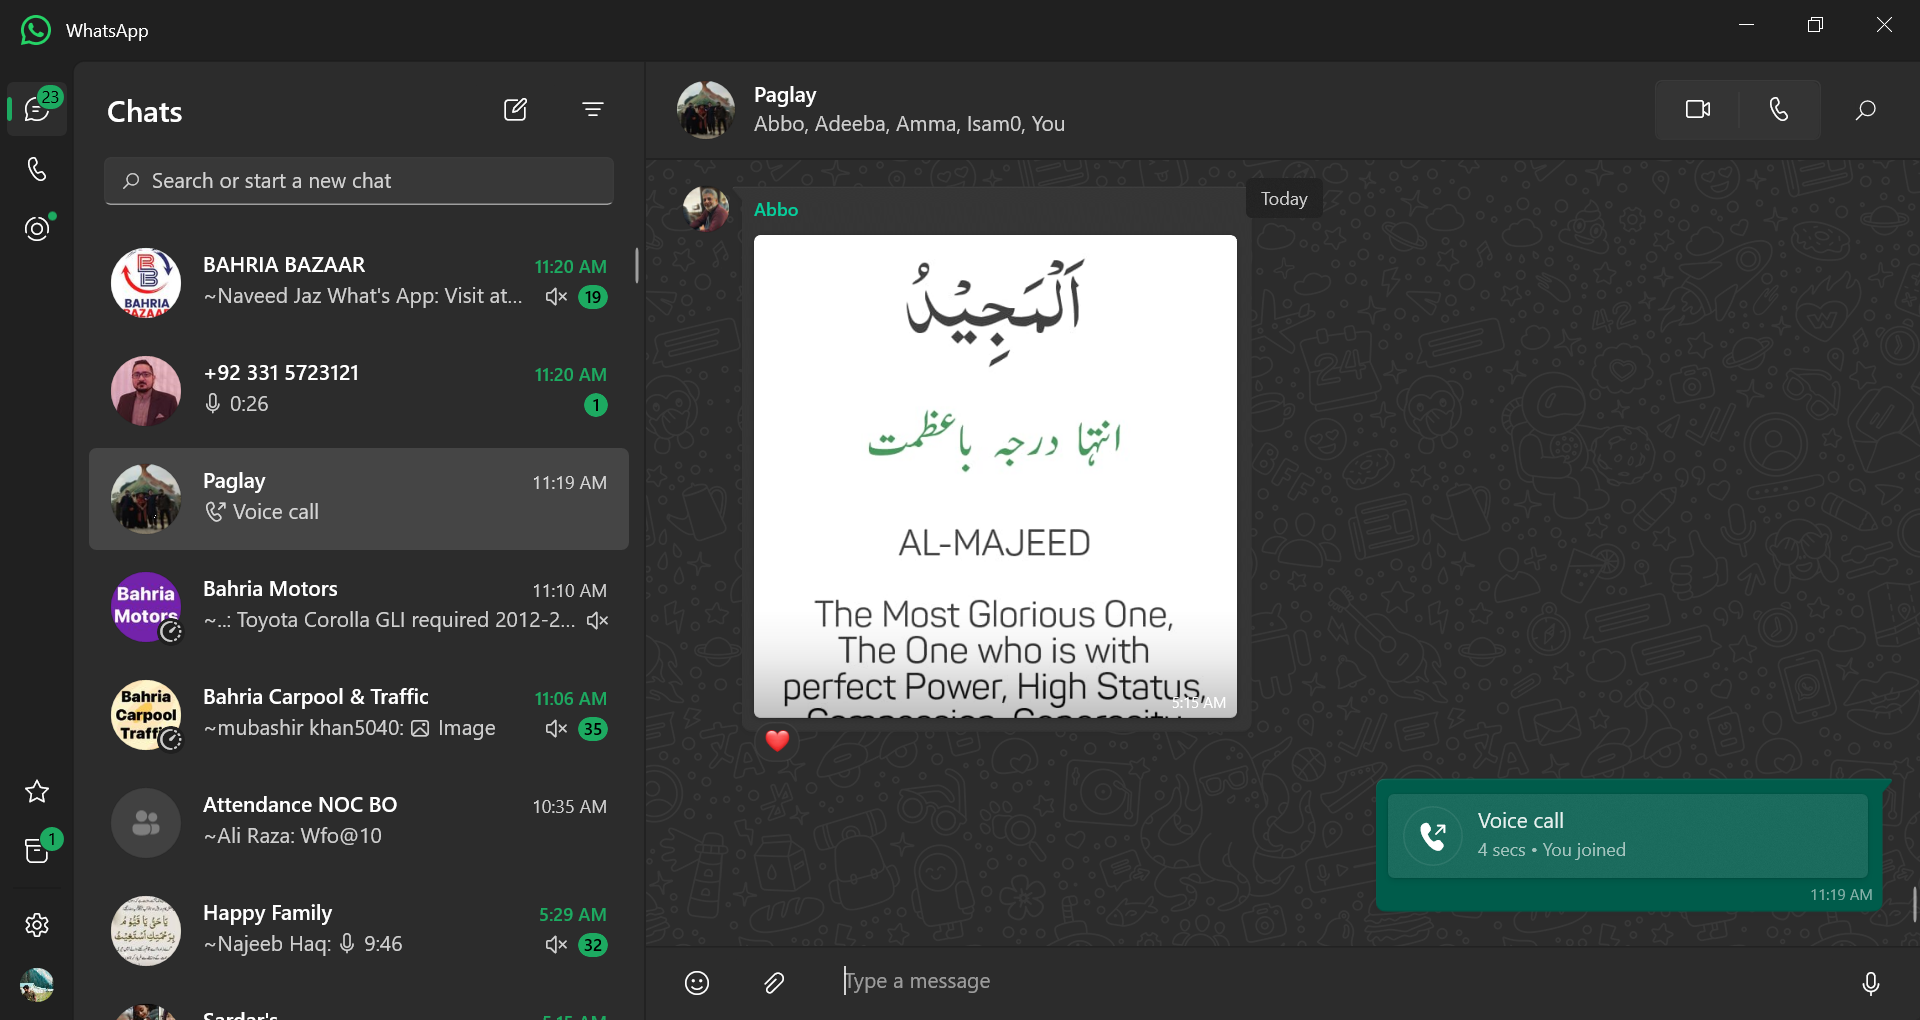 WhatsApp
23
Chats
Search or start a new chat
BAHRIA BAZAAR
11:20 AM
~Naveed Jaz What's App: Visit at...
19
BAHRIA
BAZAAR
+92 331 5723121
11:20 AM
0:26
1
Paglay
11:19 AM
Voice call
Bahria Motors
11:10 AM
~..: Toyota Corolla GLI required 2012-2...
Bahria
Motors
Bahria Carpool & Traffic
11:06 AM
~mubashir khan5040: Image
35
Bahria
Carpool
Attendance NOC BO
10:35 AM
~Ali Raza: Wfo@10
1
Happy Family
5:29 AM
~Najeeb Haq: 9:46
32
Sardar's
5:15 AM
Paglay
Abbo, Adeeba, Amma, Isam0, You
Today
Abbo
اَلْمَجِيْدُ
انتہا درجہ باعظمت
AL-MAJEED
The Most Glorious One,
The One who is with
perfect Power, High Status,
Compassion, Generosity
5:15 AM
Voice call
4 secs • You joined
11:19 AM
Type a message